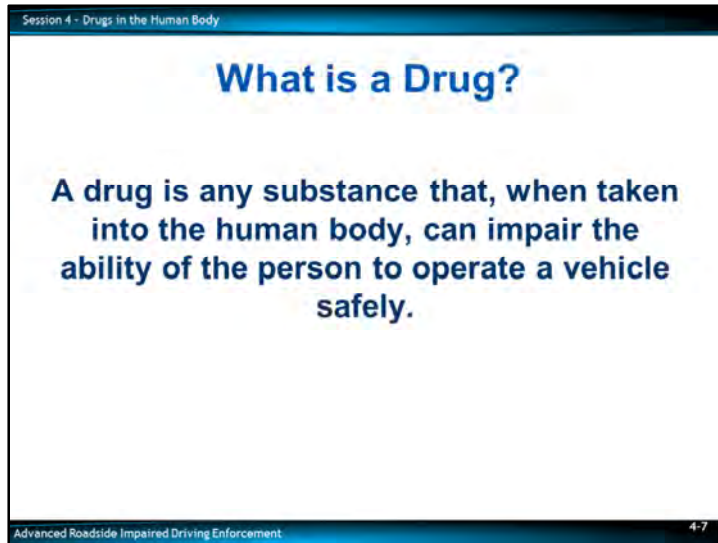 Session 4 - Drugs in the Human Body
What is a Drug?
A drug is any substance that, when taken
into the human body, can impair the
ability of the person to operate a vehicle
safely.
Advanced Roadside Impaired Driving Enforcement
4-7